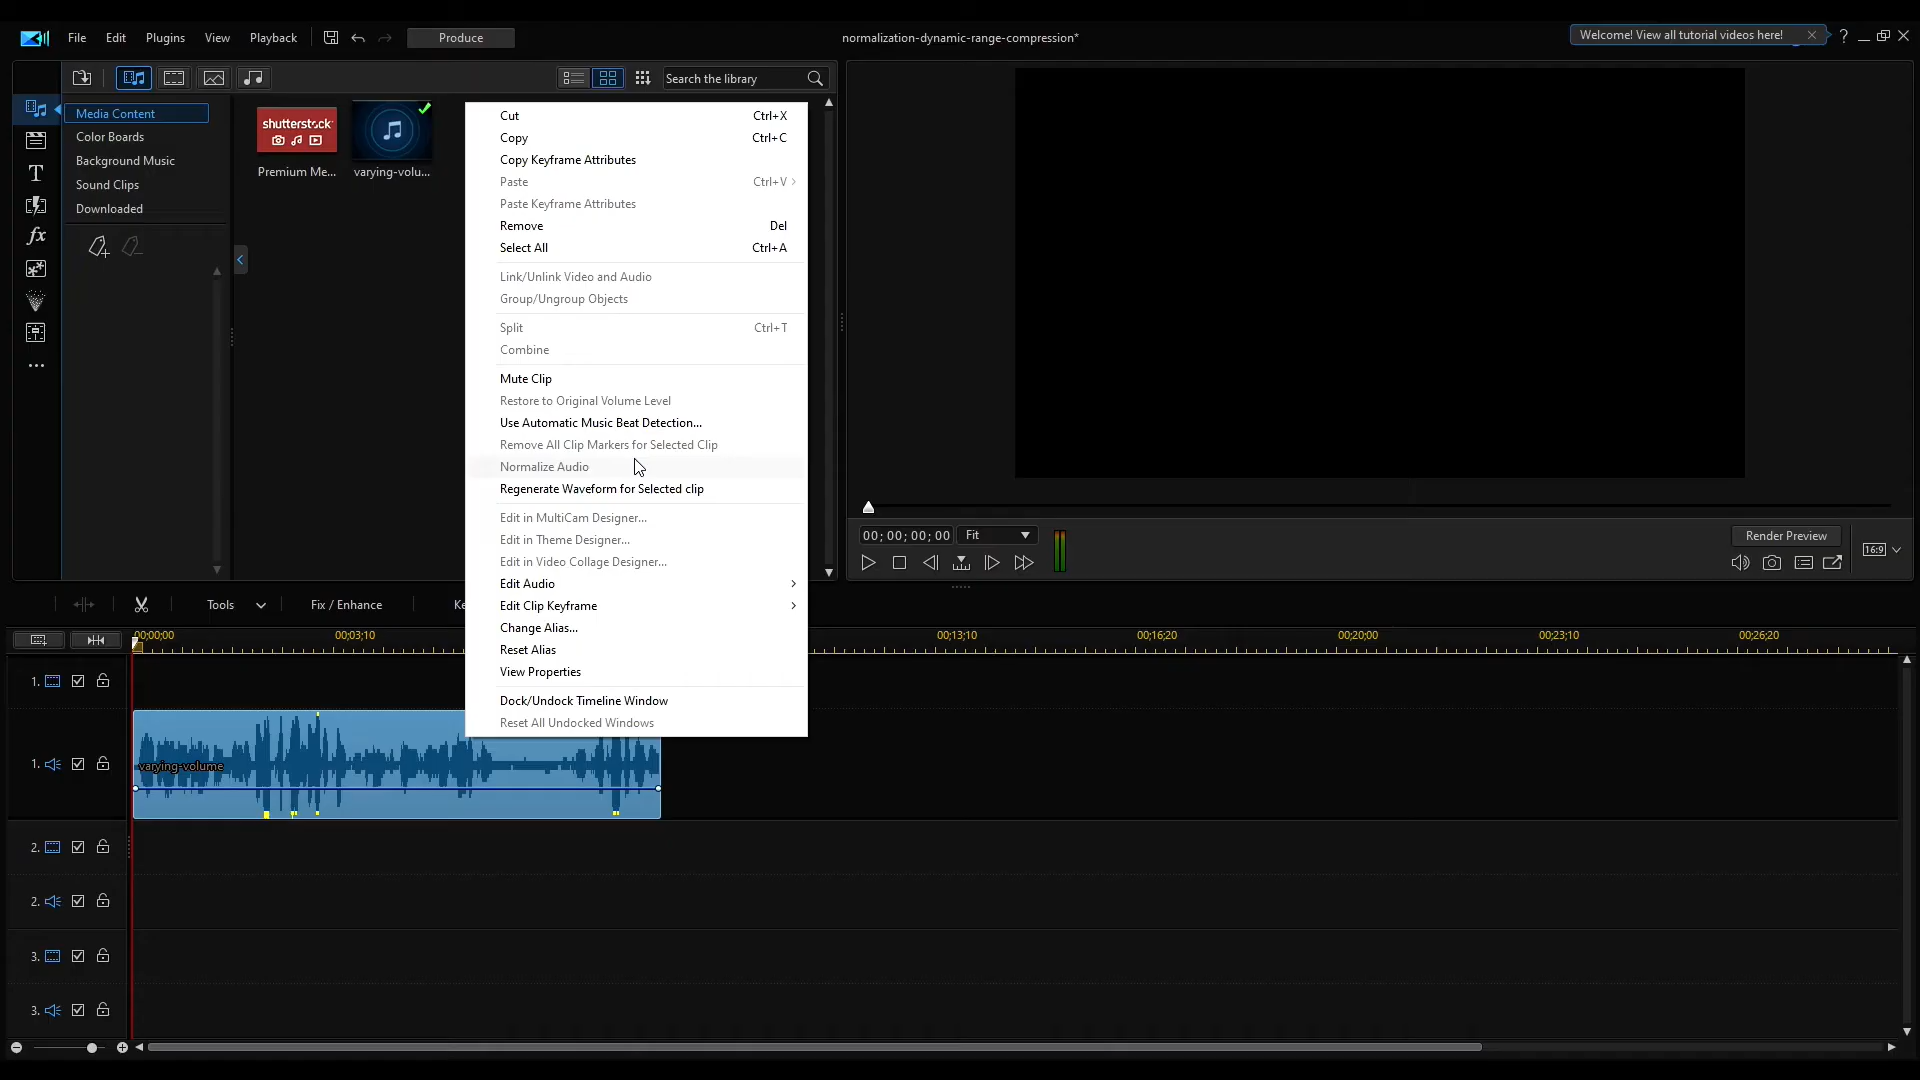 File Edit Plugins View Playback Produce normalization-dynamic-range-compression* Welcome! View all tutorial videos here!
Search the library
Media Content
Color Boards
Background Music
Sound Clips
Downloaded
shutterstock
Premium Me... varying-volu...
Cut Ctrl+X
Copy Ctrl+C
Copy Keyframe Attributes
Paste Ctrl+V
Paste Keyframe Attributes
Remove Del
Select All Ctrl+A
Link/Unlink Video and Audio
Group/Ungroup Objects
Split Ctrl+T
Combine
Mute Clip
Restore to Original Volume Level
Use Automatic Music Beat Detection...
Remove All Clip Markers for Selected Clip
Normalize Audio
Regenerate Waveform for Selected clip
Edit in MultiCam Designer...
Edit in Theme Designer...
Edit in Video Collage Designer...
Edit Audio
Edit Clip Keyframe
Change Alias...
Reset Alias
View Properties
Dock/Undock Timeline Window
Reset All Undocked Windows
00; 00; 00; 00 Fit Render Preview
16:9
Tools Fix / Enhance Ke
00;00;00 00;03;10 00;13;10 00;16;20 00;20;00 00;23;10 00;26;20
1.
1.
varying-volume
2.
2.
3.
3.